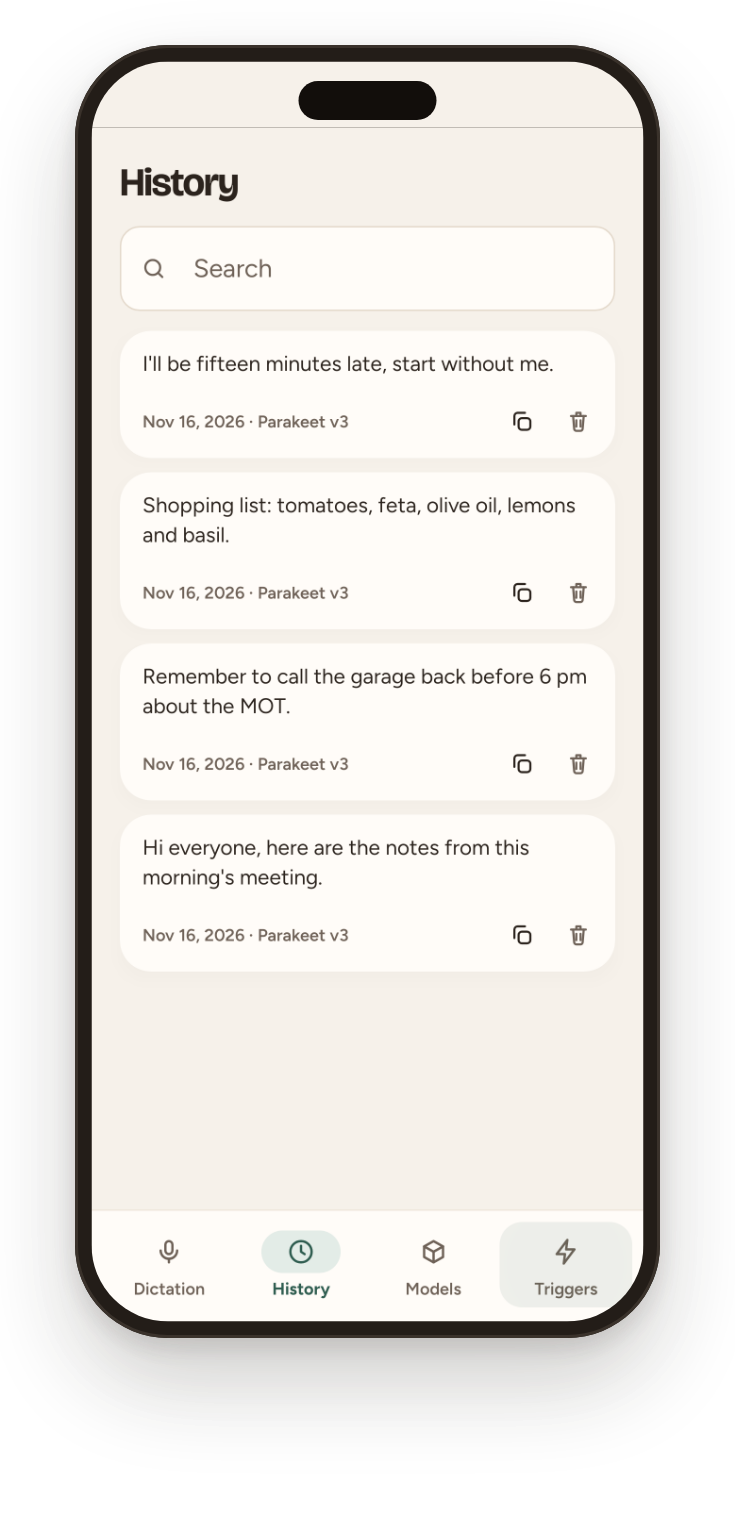 History
Search
I'll be fifteen minutes late, start without me.
Nov 16, 2026 · Parakeet v3
Shopping list: tomatoes, feta, olive oil, lemons
and basil.
Nov 16, 2026 · Parakeet v3
Remember to call the garage back before 6 pm
about the MOT.
Nov 16, 2026 · Parakeet v3
Hi everyone, here are the notes from this
morning's meeting.
Nov 16, 2026 · Parakeet v3
Dictation History Models Triggers